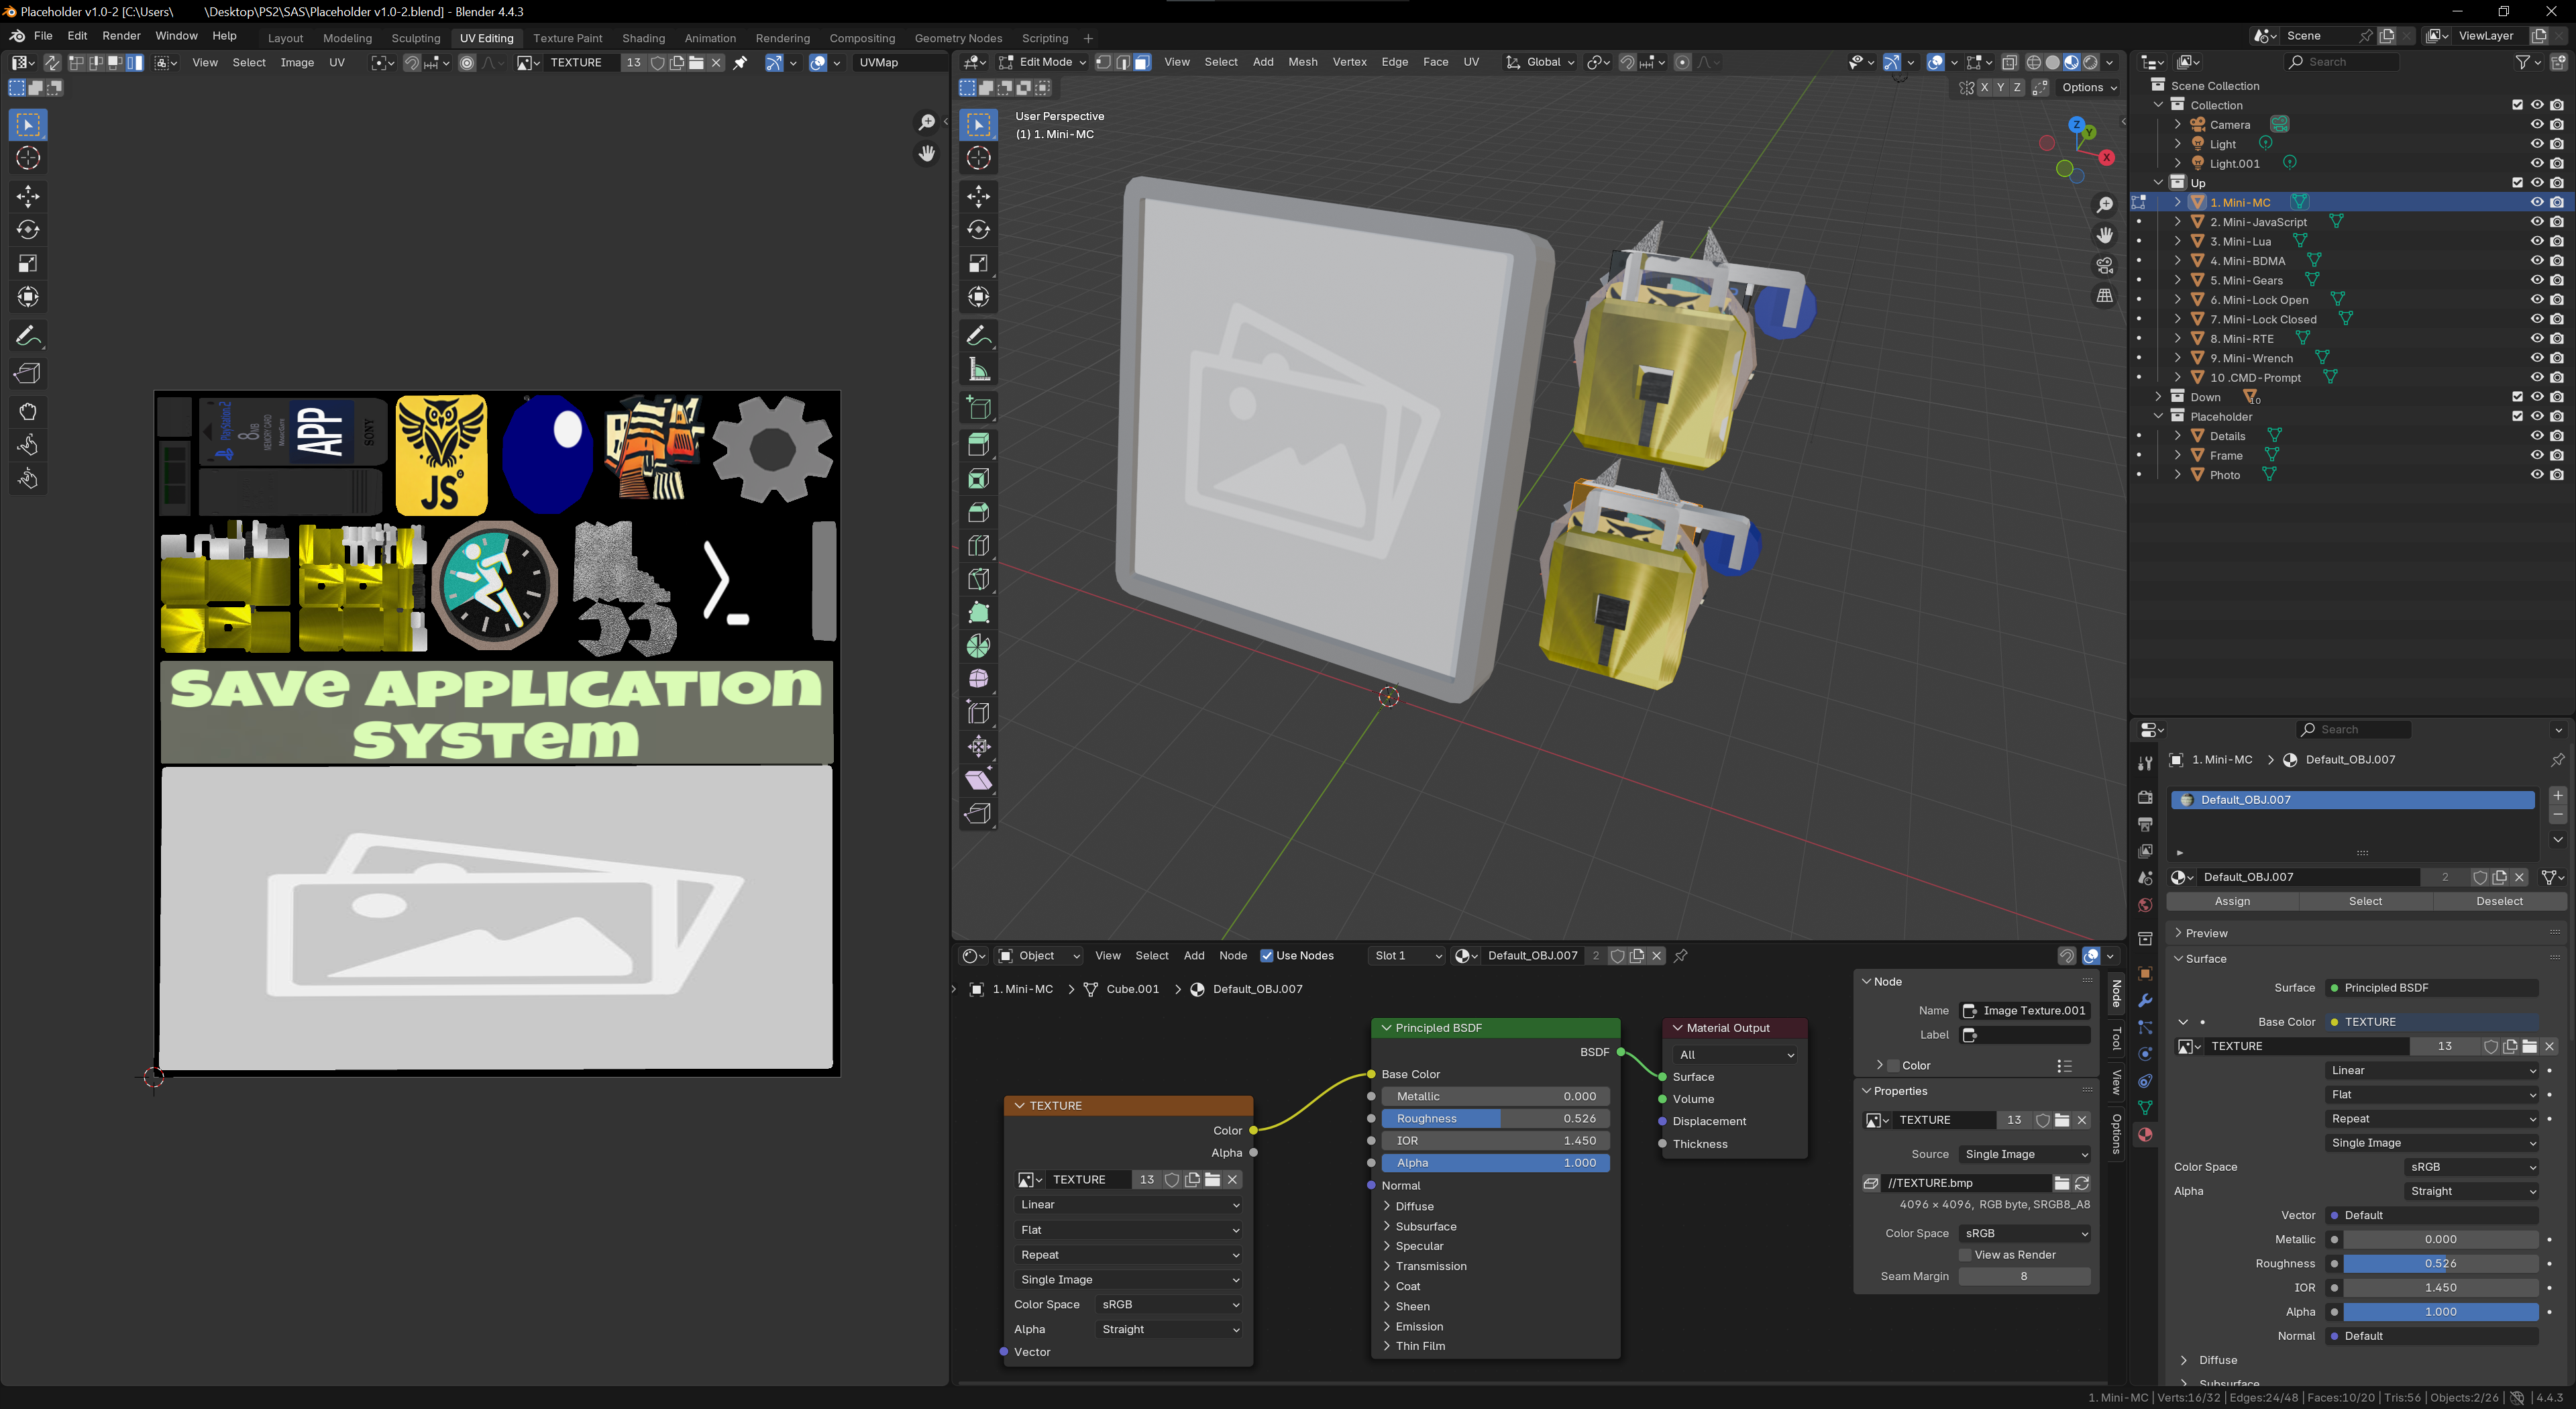 Placeholder v1.0-2 [C:\Users\ \Desktop\PS2\SAS\Placeholder v1.0-2.blend] - Blender 4.4.3
File Edit Render Window Help Layout Modeling Sculpting UV Editing Texture Paint Shading Animation Rendering Compositing Geometry Nodes Scripting + Scene ViewLayer
View Select Image UV TEXTURE 13 UVMap
Edit Mode View Select Add Mesh Vertex Edge Face UV Global
Search
X Y Z Options
User Perspective
(1) 1. Mini-MC
Z
Y
X
PlayStation 2
8MB
MEMORY CARD
MagicGate
APP
SONY
JS
SAVE APPLICATION
SYSTEM
Scene Collection
Collection
Camera
Light
Light.001
Up
1. Mini-MC
2. Mini-JavaScript
3. Mini-Lua
4. Mini-BDMA
5. Mini-Gears
6. Mini-Lock Open
7. Mini-Lock Closed
8. Mini-RTE
9. Mini-Wrench
10 .CMD-Prompt
Down 10
Placeholder
Details
Frame
Photo
Object View Select Add Node Use Nodes Slot 1 Default_OBJ.007 2
1. Mini-MC > Cube.001 > Default_OBJ.007
TEXTURE
Color
Alpha
TEXTURE 13
Linear
Flat
Repeat
Single Image
Color Space sRGB
Alpha Straight
Vector
Principled BSDF
BSDF
Base Color
Metallic 0.000
Roughness 0.526
IOR 1.450
Alpha 1.000
Normal
Diffuse
Subsurface
Specular
Transmission
Coat
Sheen
Emission
Thin Film
Material Output
All
Surface
Volume
Displacement
Thickness
Node
Name Image Texture.001
Label
Color
Properties
TEXTURE 13
Source Single Image
//TEXTURE.bmp
4096 × 4096, RGB byte, SRGB8_A8
Color Space sRGB
View as Render
Seam Margin 8
Node
Tool
View
Options
Search
1. Mini-MC > Default_OBJ.007
Default_OBJ.007
Default_OBJ.007 2
Assign Select Deselect
Preview
Surface
Surface Principled BSDF
Base Color TEXTURE
TEXTURE 13
Linear
Flat
Repeat
Single Image
Color Space sRGB
Alpha Straight
Vector Default
Metallic 0.000
Roughness 0.526
IOR 1.450
Alpha 1.000
Normal Default
Diffuse
Subsurface
1. Mini-MC | Verts:16/32 | Edges:24/48 | Faces:10/20 | Tris:56 | Objects:2/26 | 4.4.3